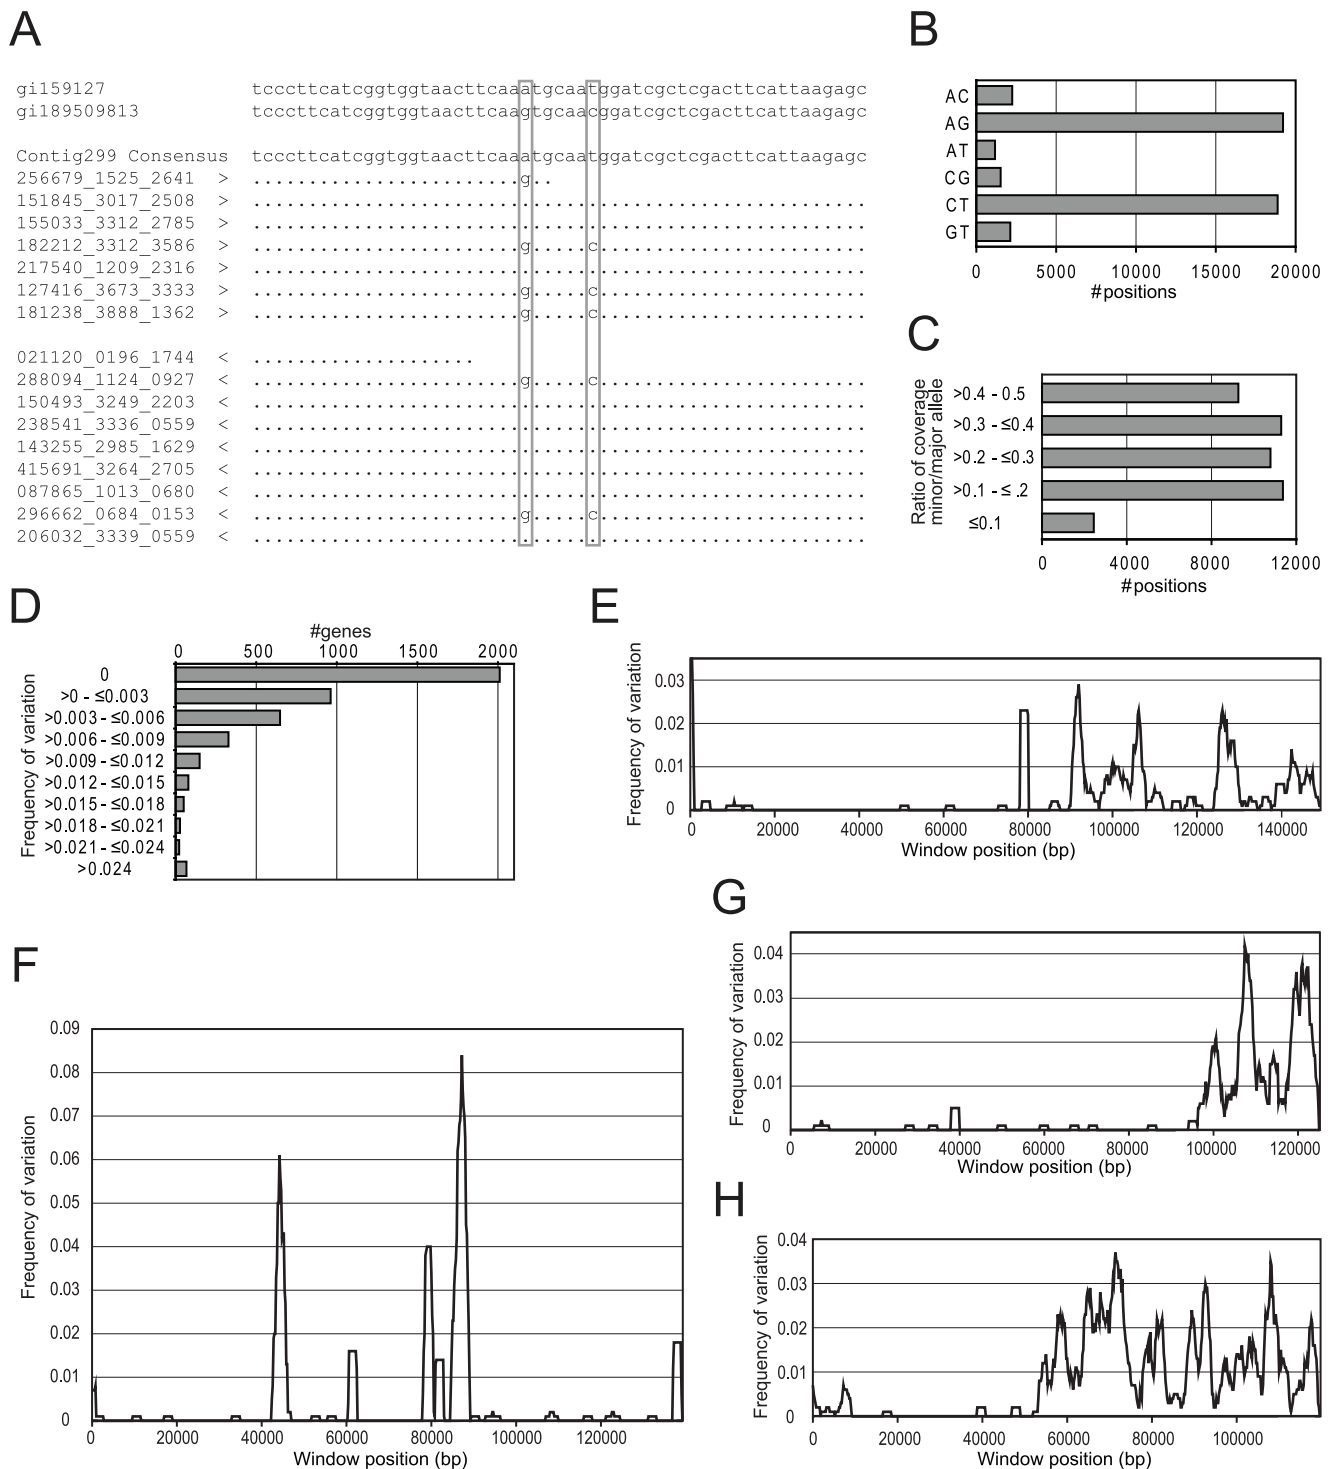 A
gi159127 tcccttcatcggtggtaacttcaaatgcaatggatcgctcgacttcattaagagc
gi189509813 tcccttcatcggtggtaacttcaagtgcaacggatcgctcgacttcattaagagc
Contig299 Consensus tcccttcatcggtggtaacttcaaatgcaatggatcgctcgacttcattaagagc
256679_1525_2641 > ........................g..
151845_3017_2508 > .......................................................
155033_3312_2785 > .......................................................
182212_3312_3586 > ........................g.....c........................
217540_1209_2316 > .......................................................
127416_3673_3333 > ........................g.....c........................
181238_3888_1362 > ........................g.....c........................
021120_0196_1744 < ....................
288094_1124_0927 < ........................g.....c........................
150493_3249_2203 < .......................................................
238541_3336_0559 < .......................................................
143255_2985_1629 < .......................................................
415691_3264_2705 < .......................................................
087865_1013_0680 < .......................................................
296662_0684_0153 < ........................g.....c........................
206032_3339_0559 < .......................................................
B
AC
AG
AT
CG
CT
GT
0 5000 10000 15000 20000
#positions
C
Ratio of coverage
minor/major allele
>0.4 - 0.5
>0.3 - ≤0.4
>0.2 - ≤0.3
>0.1 - ≤ .2
≤0.1
0 4000 8000 12000
#positions
D
#genes
0 500 1000 1500 2000
Frequency of variation
0
>0 - ≤0.003
>0.003 - ≤0.006
>0.006 - ≤0.009
>0.009 - ≤0.012
>0.012 - ≤0.015
>0.015 - ≤0.018
>0.018 - ≤0.021
>0.021 - ≤0.024
>0.024
E
Frequency of variation
0.03
0.02
0.01
0
0 20000 40000 60000 80000 100000 120000 140000
Window position (bp)
F
Frequency of variation
0.09
0.08
0.07
0.06
0.05
0.04
0.03
0.02
0.01
0
0 20000 40000 60000 80000 100000 120000
Window position (bp)
G
Frequency of variation
0.04
0.03
0.02
0.01
0
0 20000 40000 60000 80000 100000 120000
Window position (bp)
H
Frequency of variation
0.04
0.03
0.02
0.01
0
0 20000 40000 60000 80000 100000
Window position (bp)